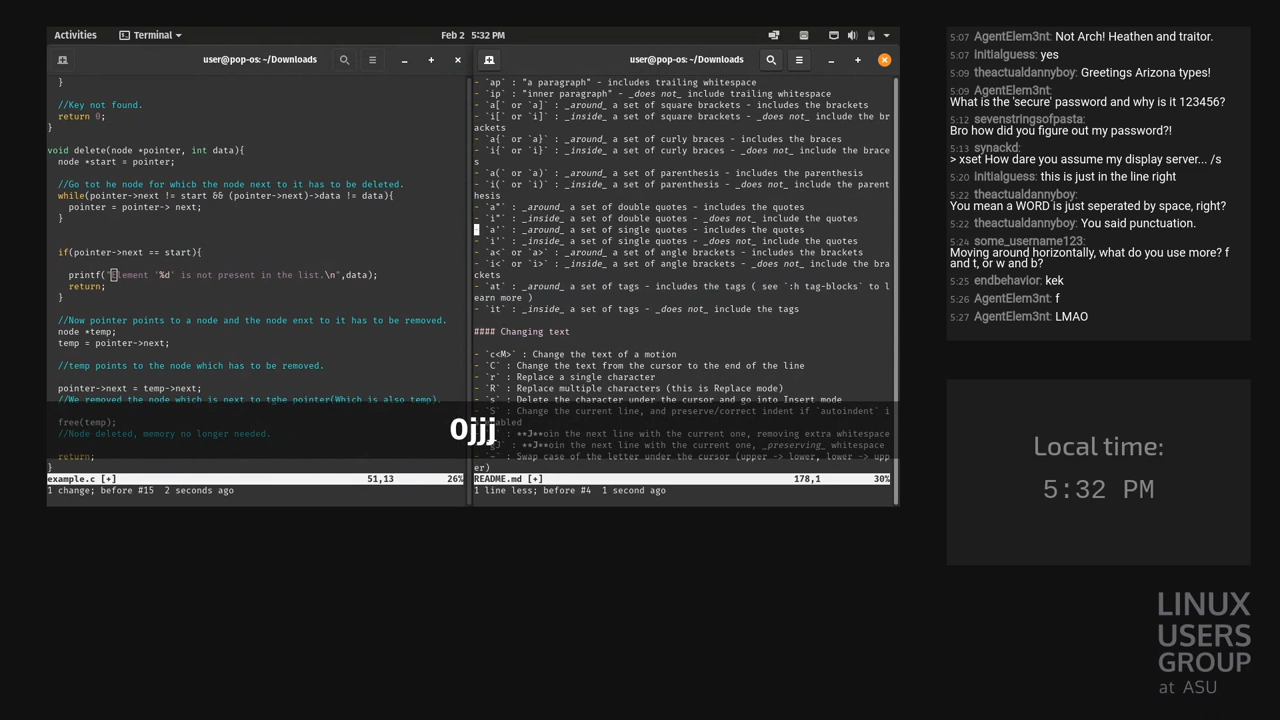 Activities
Terminal
Feb 2 5:32 PM
user@pop-os: ~/Downloads
}
//Key not found.
return 0;
}
void delete(node *pointer, int data){
node *start = pointer;
//Go tot he node for whicb the node next to it has to be deleted.
while(pointer->next != start && (pointer->next)->data != data){
pointer = pointer-> next;
}
if(pointer->next == start){
printf("Element '%d` is not present in the list.\n",data);
return;
}
//Now pointer points to a node and the node enxt to it has to be removed.
node *temp;
temp = pointer->next;
//temp points to the node which has to be removed.
pointer->next = temp->next;
//We removed the node which is next to tghe pointer(Which is also temp).
free(temp);
//Node deleted, memory no longer needed.
return;
}
example.c [+] 51,13 26%
1 change; before #15 2 seconds ago
user@pop-os: ~/Downloads
- `ap` : "a paragraph" - includes trailing whitespace
- `ip` : "inner paragraph" - _does not_ include trailing whitespace
- `a[` or `a]` : _around_ a set of square brackets - includes the brackets
- `i[` or `i]` : _inside_ a set of square brackets - _does not_ include the br
ackets
- `a{` or `a}` : _around_ a set of curly braces - includes the braces
- `i{` or `i}` : _inside_ a set of curly braces - _does not_ include the brace
s
- `a(` or `a)` : _around_ a set of parenthesis - includes the parenthesis
- `i(` or `i)` : _inside_ a set of parenthesis - _does not_ include the parent
hesis
- `a"` : _around_ a set of double quotes - includes the quotes
- `i"` : _inside_ a set of double quotes - _does not_ include the quotes
- `a'` : _around_ a set of single quotes - includes the quotes
- `i'` : _inside_ a set of single quotes - _does not_ include the quotes
- `a<` or `a>` : _around_ a set of angle brackets - includes the brackets
- `i<` or `i>` : _inside_ a set of angle brackets - _does not_ include the bra
ckets
- `at` : _around_ a set of tags - includes the tags ( see `:h tag-blocks` to l
earn more )
- `it` : _inside_ a set of tags - _does not_ include the tags
#### Changing text
- `c<M>` : Change the text of a motion
- `C` : Change the text from the cursor to the end of the line
- `r` : Replace a single character
- `R` : Replace multiple characters (this is Replace mode)
- `s` : Delete the character under the cursor and go into Insert mode
- `S` : Change the current line, and preserve/correct indent if `autoindent` i
abled
**J**oin the next line with the current one, removing extra whitespace
- `gJ` : **J**oin the next line with the current one, _preserving_ whitespace
- `~` : Swap case of the letter under the cursor (upper -> lower, lower -> upp
er)
README.md [+] 178,1 30%
1 line less; before #4 1 second ago
0jjj
5:07 AgentElem3nt: Not Arch! Heathen and traitor.
5:07 Initialguess: yes
5:09 theactualdannyboy: Greetings Arizona types!
5:09 AgentElem3nt:
What is the 'secure' password and why is it 123456?
5:12 sevenstringsofpasta:
Bro how did you figure out my password?!
5:13 synackd:
> xset How dare you assume my display server... /s
5:20 Initialguess: this is just in the line right
5:22 theactualdannyboy:
You mean a WORD is just seperated by space, right?
5:22 theactualdannyboy: You said punctuation.
5:24 some_username123:
Moving around horizontally, what do you use more? f
and t, or w and b?
5:25 endbehavior: kek
5:26 AgentElem3nt: f
5:27 AgentElem3nt: LMAO
Local time:
5:32 PM
LINUX
USERS
GROUP
at ASU